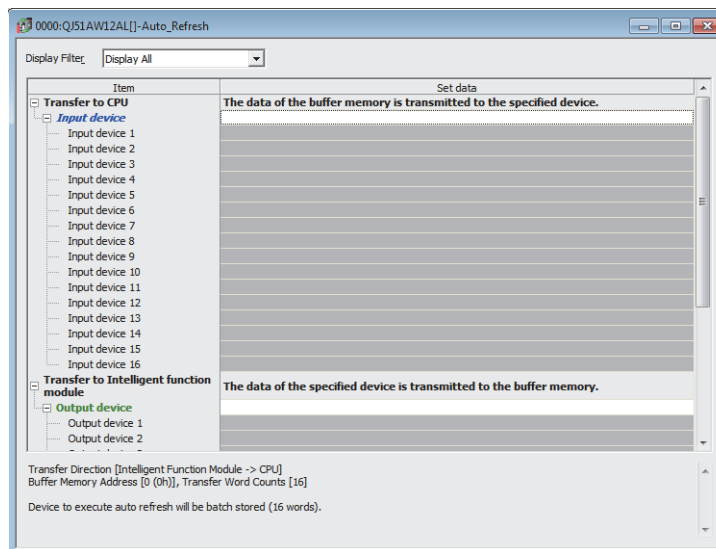 0000:QJ51AW12AL[]-Auto_Refresh
Display Filter Display All
Item Set data
Transfer to CPU The data of the buffer memory is transmitted to the specified device.
Input device
Input device 1
Input device 2
Input device 3
Input device 4
Input device 5
Input device 6
Input device 7
Input device 8
Input device 9
Input device 10
Input device 11
Input device 12
Input device 13
Input device 14
Input device 15
Input device 16
Transfer to Intelligent function
module The data of the specified device is transmitted to the buffer memory.
Output device
Output device 1
Output device 2
Transfer Direction [Intelligent Function Module -> CPU]
Buffer Memory Address [0 (0h)], Transfer Word Counts [16]
Device to execute auto refresh will be batch stored (16 words).